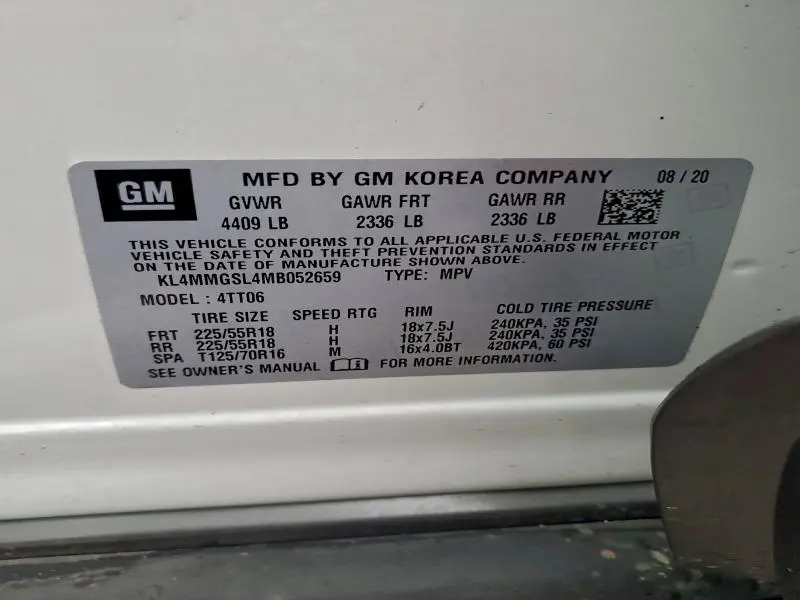 GM MFD BY GM KOREA COMPANY 08 / 20
GVWR GAWR FRT GAWR RR
4409 LB 2336 LB 2336 LB
THIS VEHICLE CONFORMS TO ALL APPLICABLE U.S. FEDERAL MOTOR
VEHICLE SAFETY AND THEFT PREVENTION STANDARDS IN EFFECT
ON THE DATE OF MANUFACTURE SHOWN ABOVE.
KL4MMGSL4MB052659 TYPE: MPV
MODEL : 4TT06
TIRE SIZE SPEED RTG RIM COLD TIRE PRESSURE
FRT 225/55R18 H 18x7.5J 240KPA, 35 PSI
RR 225/55R18 H 18x7.5J 240KPA, 35 PSI
SPA T125/70R16 M 16x4.0BT 420KPA, 60 PSI
SEE OWNER'S MANUAL FOR MORE INFORMATION.